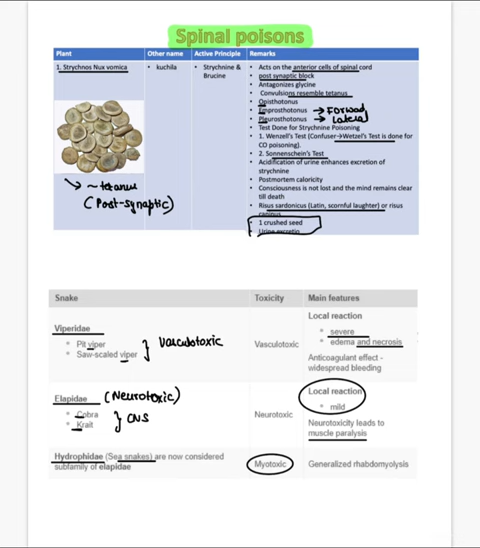 Spinal poisons
Plant Other name Active Principle Remarks
1. Strychnos Nux vomica • kuchila • Strychnine & Brucine
• Acts on the anterior cells of spinal cord
• post synaptic block
• Antagonizes glycine
• Convulsions resemble tetanus
• Opisthotonus
• Emprosthotonus → Forward
• Pleurosthotonus → lateral
• Test Done for Strychnine Poisoning
• 1. Wenzell's Test (Confuser→Wetzel's Test is done for
CO poisoning).
• 2. Sonnenschein's Test
• Acidification of urine enhances excretion of
strychnine
• Postmortem caloricity
• Consciousness is not lost and the mind remains clear
till death
• Risus sardonicus (Latin, scornful laughter) or risus
caninus
• 1 crushed seed
• Urine excretio
→ ~ tetanus
(Post-synaptic)
Snake Toxicity Main features
Viperidae
• Pit viper
• Saw-scaled viper
} Vasculotoxic
Vasculotoxic
Local reaction
• severe
• edema and necrosis
Anticoagulant effect -
widespread bleeding
Elapidae (Neurotoxic)
• Cobra
• Krait
} CNS
Neurotoxic
Local reaction
• mild
Neurotoxicity leads to
muscle paralysis
Hydrophidae (Sea snakes) are now considered
subfamily of elapidae
Myotoxic
Generalized rhabdomyolysis